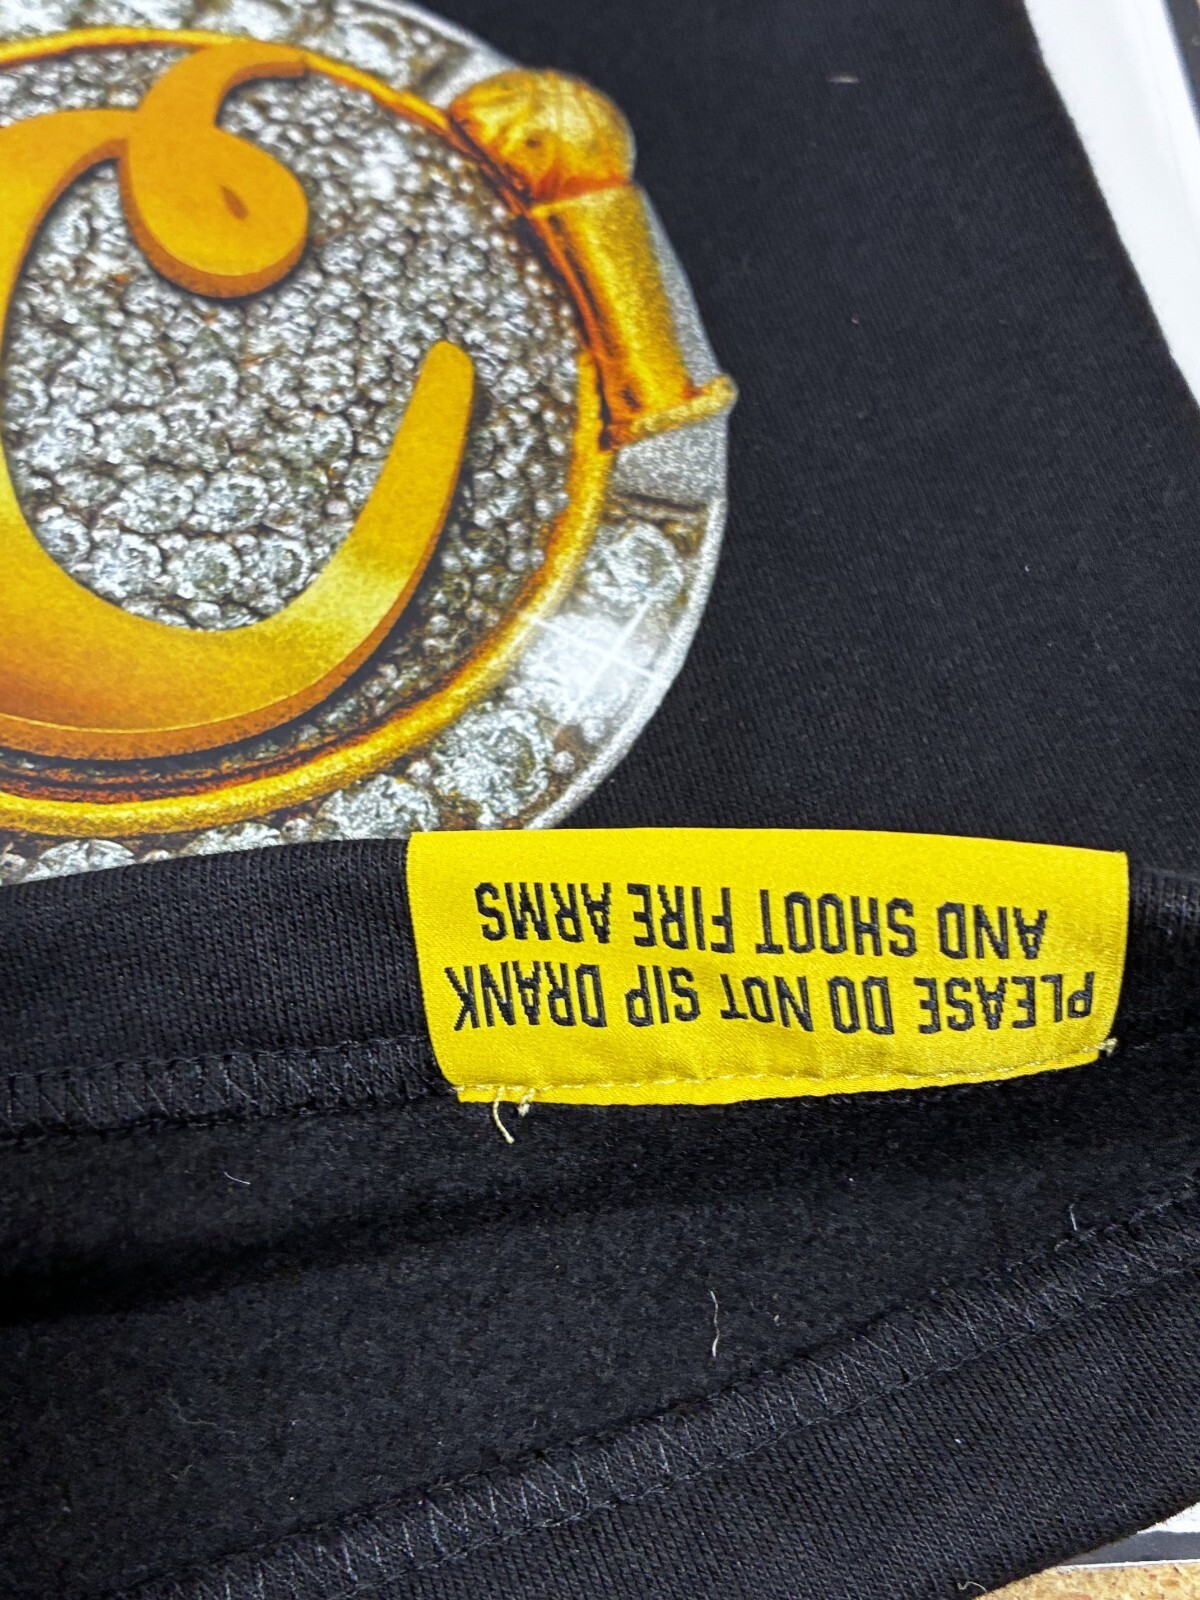 C
PLEASE DO NOT SIP DRANK
AND SHOOT FIRE ARMS